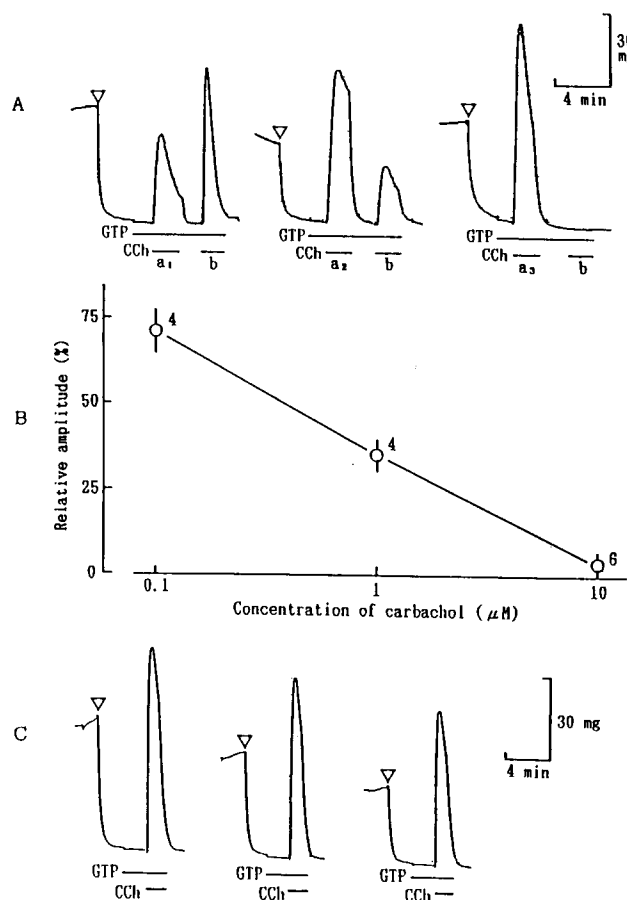 A
30
4 min
GTP
CCh
a₁
b
GTP
CCh
a₂
b
GTP
CCh
a₃
b
B
Relative amplitude (%)
75
50
25
0
4
4
6
0.1
1
10
Concentration of carbachol (μM)
C
30 mg
4 min
GTP
CCh
GTP
CCh
GTP
CCh